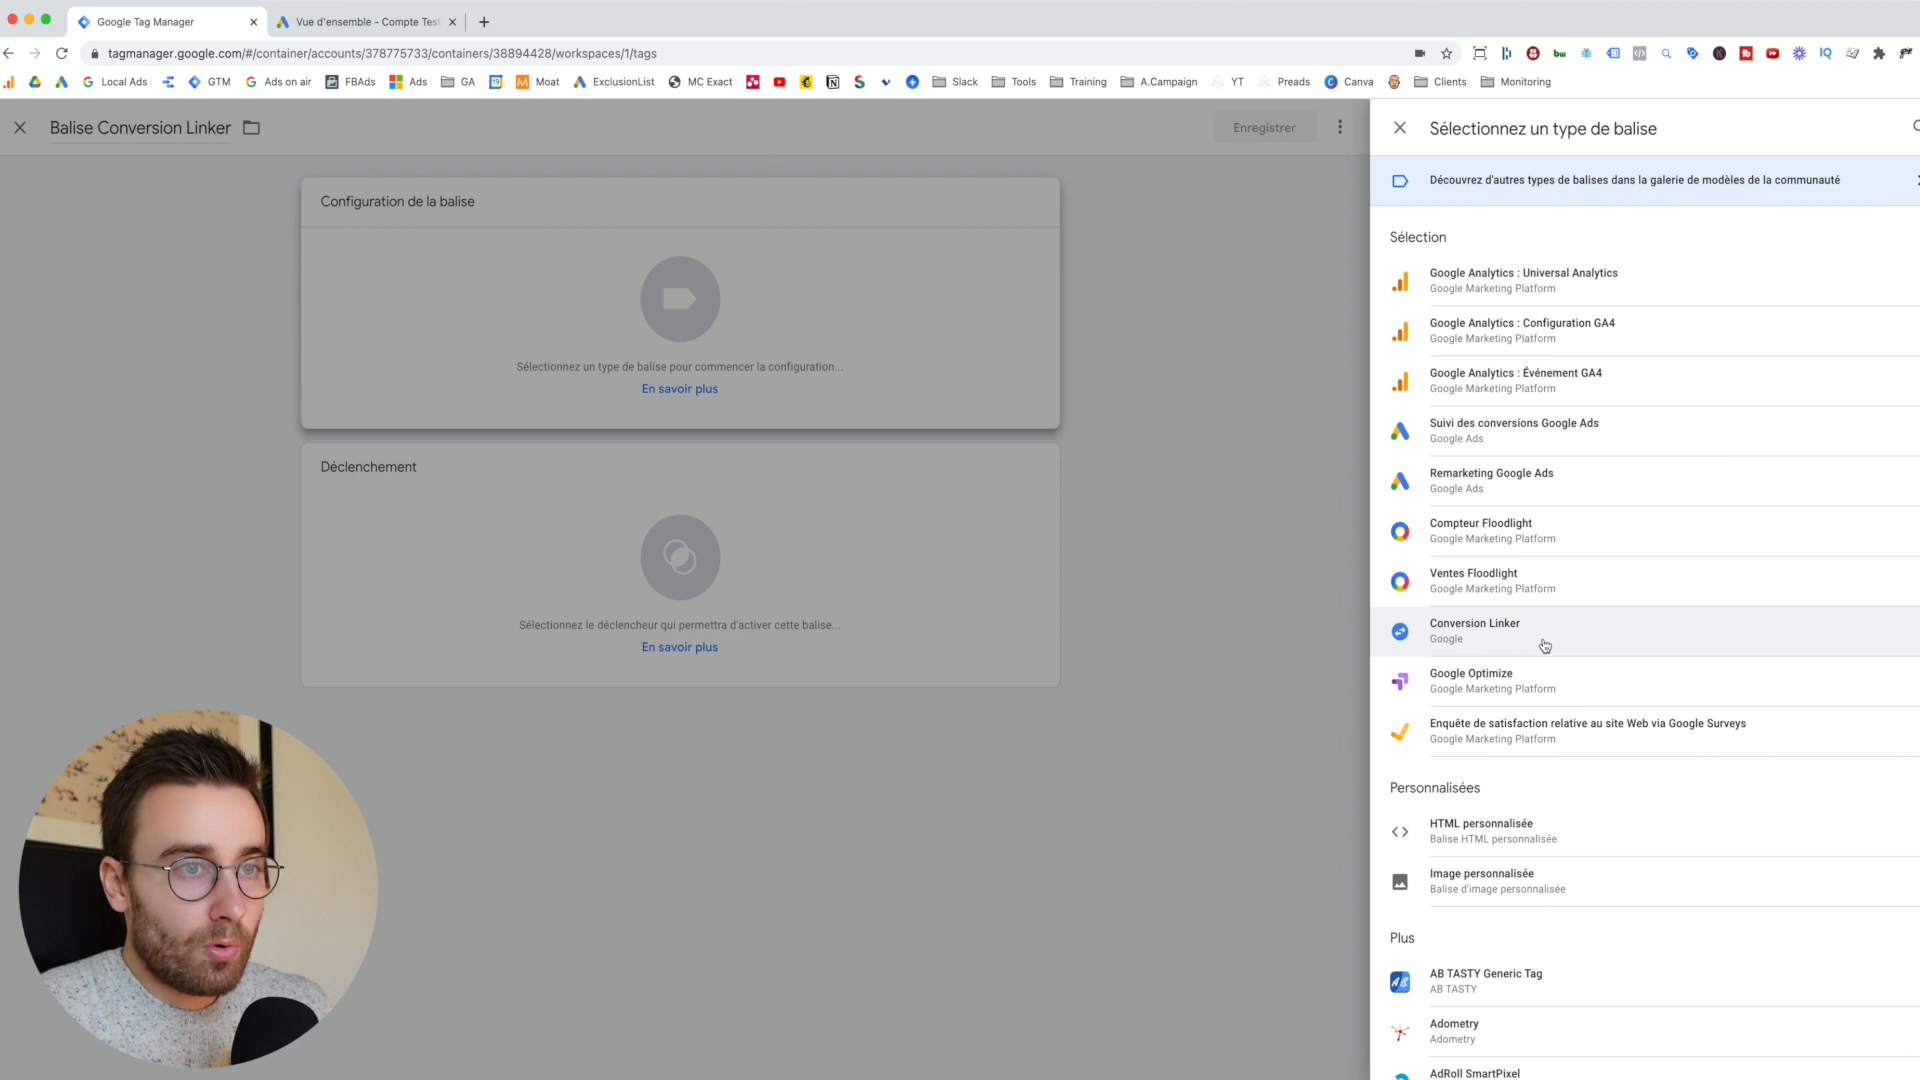 Google Tag Manager
Vue d'ensemble - Compte Test
tagmanager.google.com/#/container/accounts/378775733/containers/38894428/workspaces/1/tags
Local Ads
GTM
Ads on air
FBAds
Ads
GA
Moat
ExclusionList
MC Exact
Slack
Tools
Training
A.Campaign
YT
Preads
Canva
Clients
Monitoring
Balise Conversion Linker
Enregistrer
Configuration de la balise
Sélectionnez un type de balise pour commencer la configuration...
En savoir plus
Déclenchement
Sélectionnez le déclencheur qui permettra d'activer cette balise...
En savoir plus
Sélectionnez un type de balise
Découvrez d'autres types de balises dans la galerie de modèles de la communauté
Sélection
Google Analytics : Universal Analytics
Google Marketing Platform
Google Analytics : Configuration GA4
Google Marketing Platform
Google Analytics : Événement GA4
Google Marketing Platform
Suivi des conversions Google Ads
Google Ads
Remarketing Google Ads
Google Ads
Compteur Floodlight
Google Marketing Platform
Ventes Floodlight
Google Marketing Platform
Conversion Linker
Google
Google Optimize
Google Marketing Platform
Enquête de satisfaction relative au site Web via Google Surveys
Google Marketing Platform
Personnalisées
HTML personnalisée
Balise HTML personnalisée
Image personnalisée
Balise d'image personnalisée
Plus
AB TASTY Generic Tag
AB TASTY
Adometry
Adometry
AdRoll SmartPixel